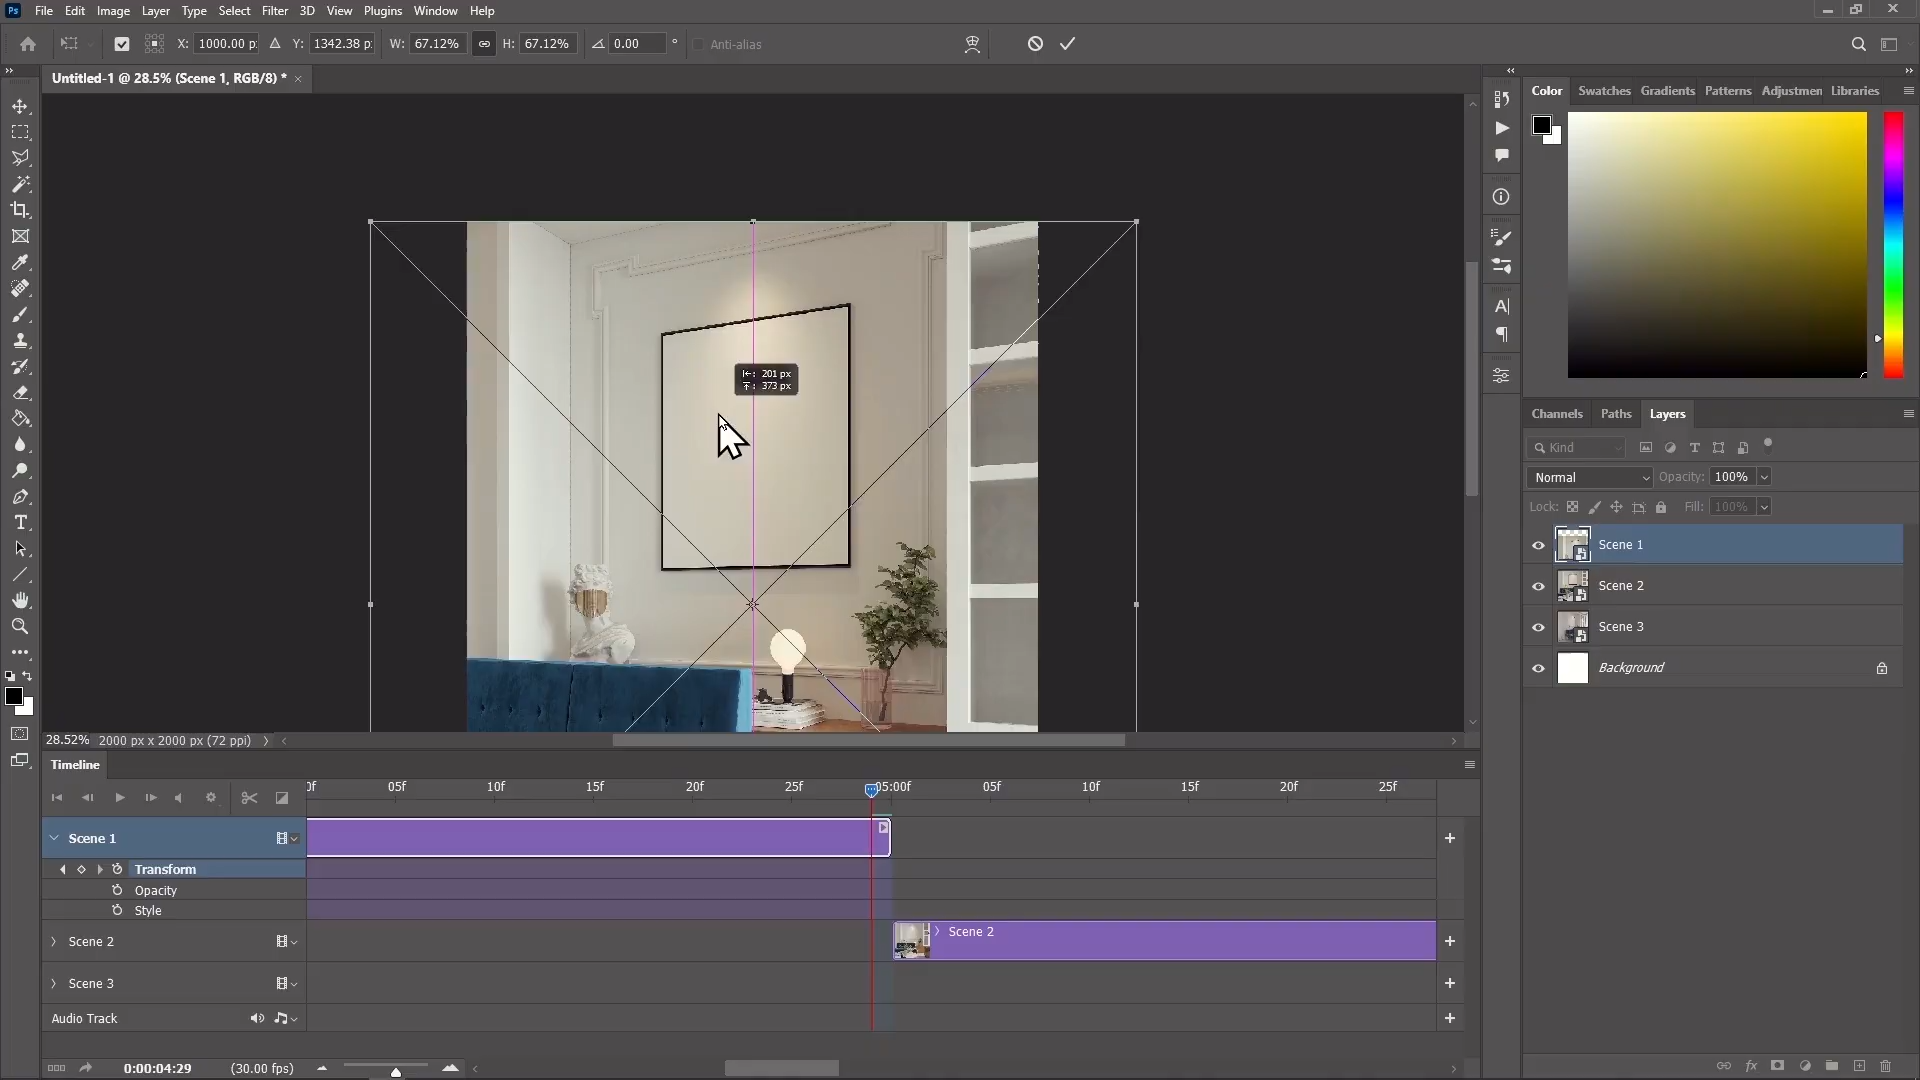 Ps File Edit Image Layer Type Select Filter 3D View Plugins Window Help
X: 1000.00 p Y: 1342.38 p W: 67.12% H: 67.12% 0.00 ° Anti-alias
Untitled-1 @ 28.5% (Scene 1, RGB/8) * ×
Color Swatches Gradients Patterns Adjustmen Libraries
201 px
373 px
Channels Paths Layers
Kind
Normal Opacity: 100%
Lock: Fill: 100%
Scene 1
Scene 2
Scene 3
Background
28.52% 2000 px x 2000 px (72 ppi)
Timeline
0f 05f 10f 15f 20f 25f 05:00f 05f 10f 15f 20f 25f
Scene 1
Transform
Opacity
Style
Scene 2 Scene 2
Scene 3
Audio Track
0:00:04:29 (30.00 fps)